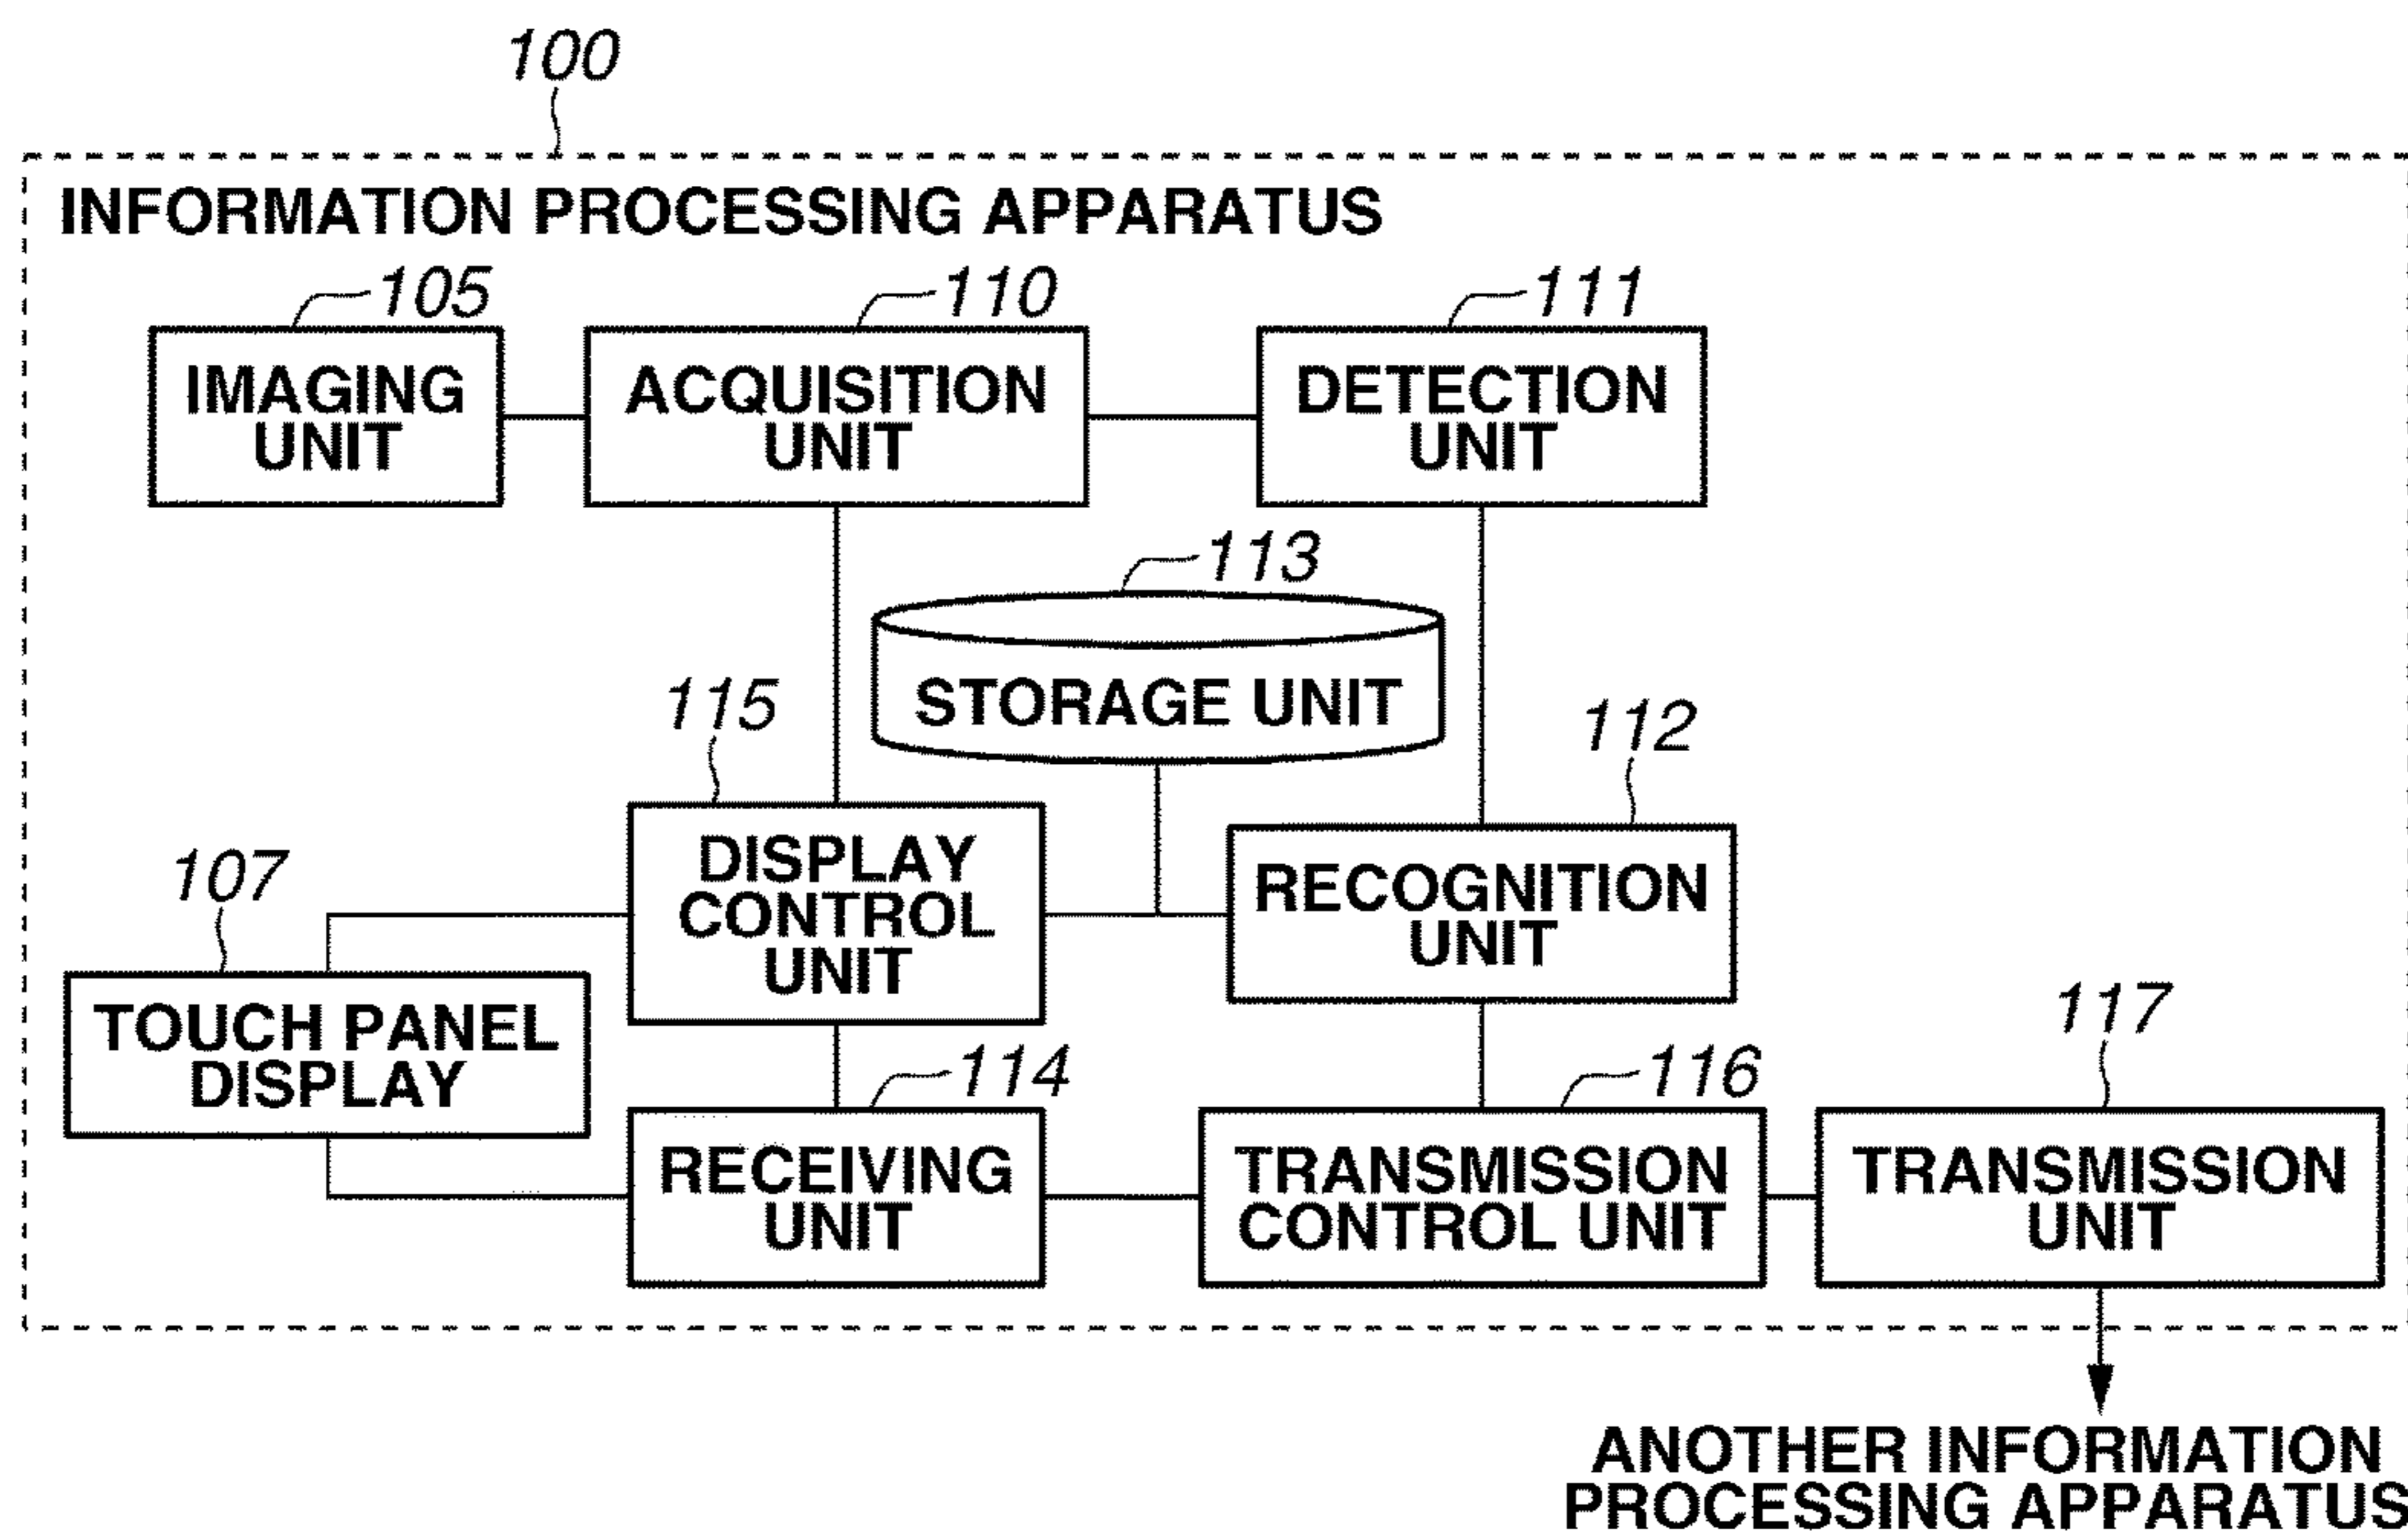 100
INFORMATION PROCESSING APPARATUS
105
110
111
IMAGING
UNIT
ACQUISITION
UNIT
DETECTION
UNIT
113
STORAGE UNIT
115
112
DISPLAY
CONTROL
UNIT
RECOGNITION
UNIT
107
TOUCH PANEL
DISPLAY
114
116
117
RECEIVING
UNIT
TRANSMISSION
CONTROL UNIT
TRANSMISSION
UNIT
ANOTHER INFORMATION
PROCESSING APPARATUS